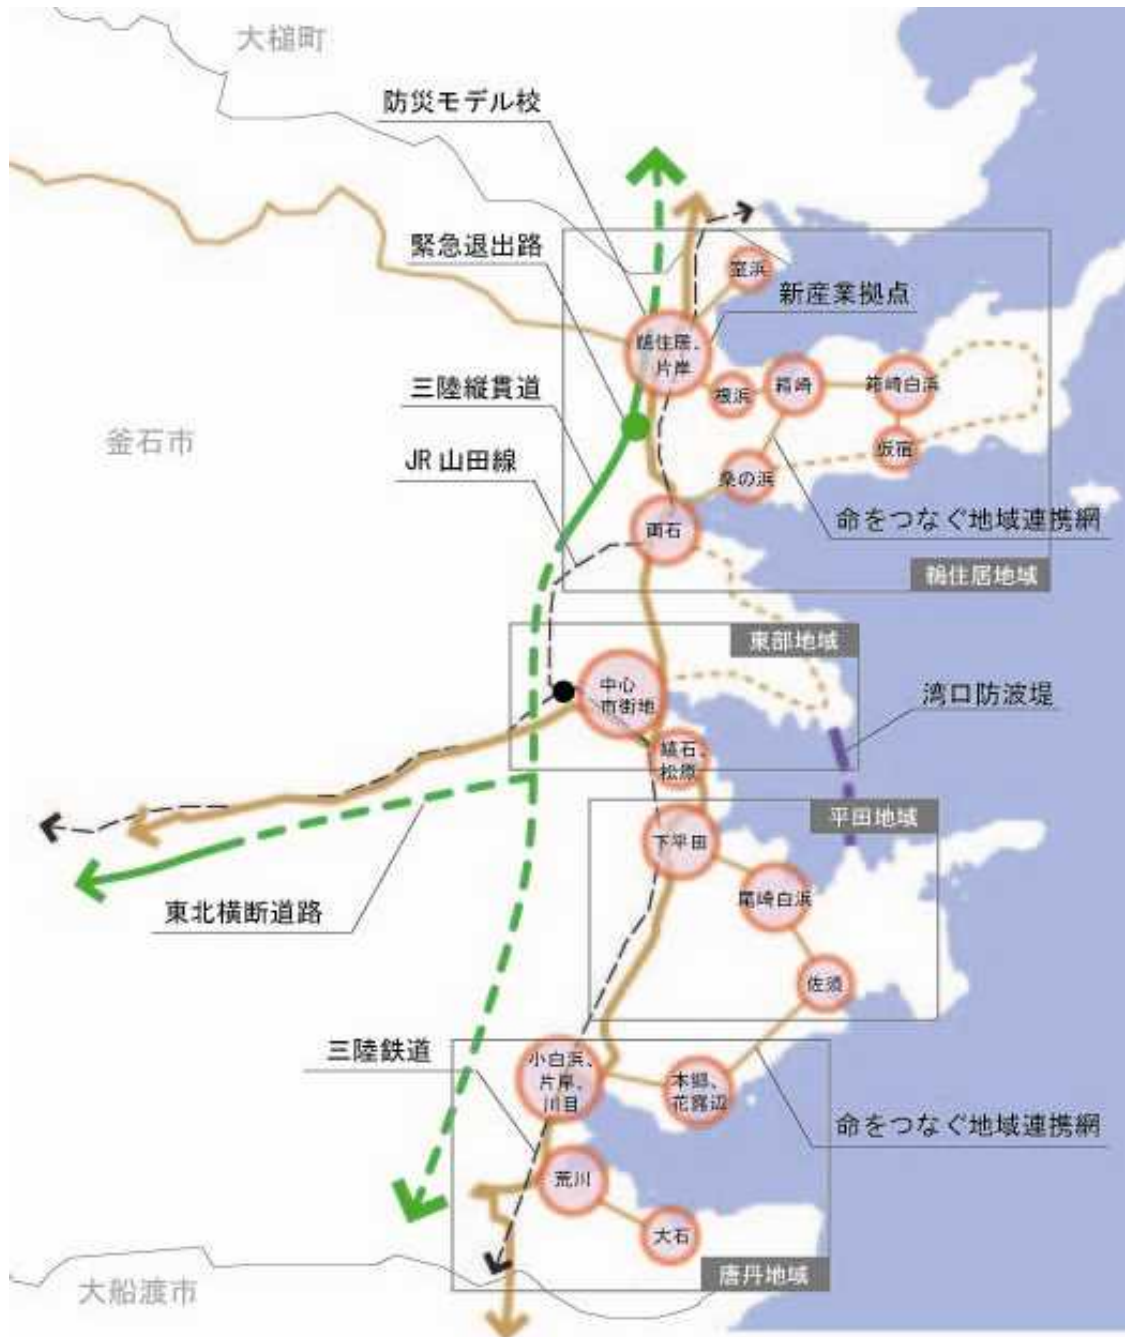 大槌町
防災モデル校
緊急退出路
室浜
新産業拠点
鵜住居、
片岸
三陸縦貫道
根浜
箱崎
箱崎白浜
釜石市
JR 山田線
仮宿
桑の浜
命をつなぐ地域連携網
両石
鵜住居地域
東部地域
中心
市街地
湾口防波堤
嬉石、
松原
平田地域
下平田
尾崎白浜
東北横断道路
佐須
三陸鉄道
小白浜、
片岸、
川目
本郷、
花露辺
命をつなぐ地域連携網
荒川
大石
唐丹地域
大船渡市